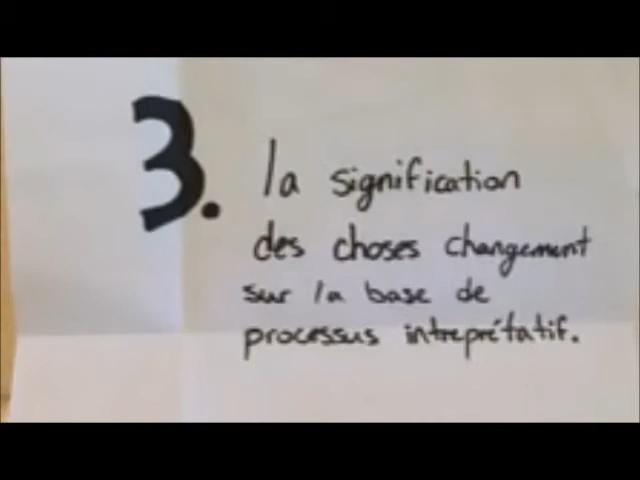 3. la signification
des choses changement
sur la base de
processus intreprétatif.